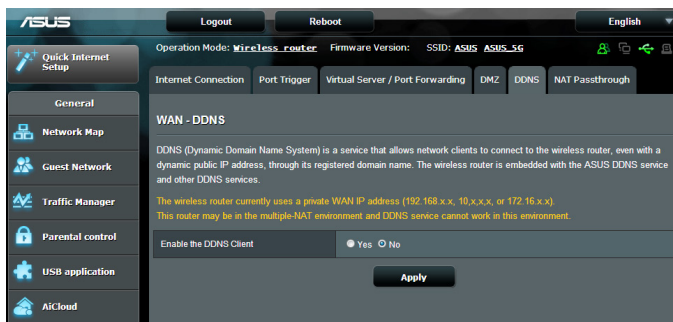 ASUS
Logout
Reboot
English
Quick Internet
Setup
Operation Mode: Wireless router Firmware Version: SSID: ASUS ASUS_5G
Internet Connection
Port Trigger
Virtual Server / Port Forwarding
DMZ
DDNS
NAT Passthrough
General
Network Map
Guest Network
Traffic Manager
Parental control
USB application
AiCloud
WAN - DDNS
DDNS (Dynamic Domain Name System) is a service that allows network clients to connect to the wireless router, even with a
dynamic public IP address, through its registered domain name. The wireless router is embedded with the ASUS DDNS service
and other DDNS services.
The wireless router currently uses a private WAN IP address (192.168.x.x, 10,x,x,x, or 172.16.x.x).
This router may be in the multiple-NAT environment and DDNS service cannot work in this environment.
Enable the DDNS Client
Yes No
Apply